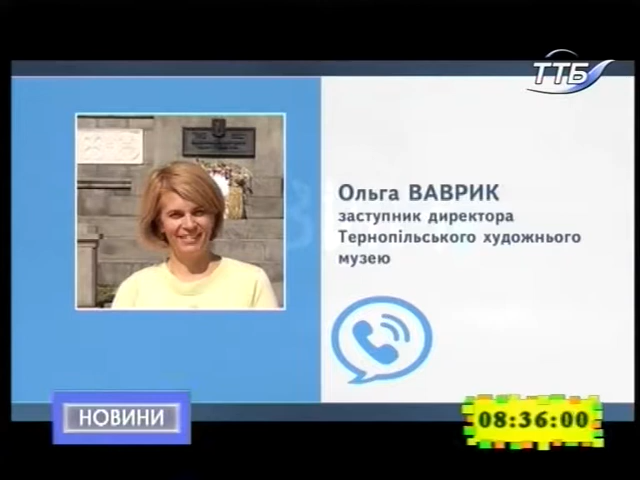 ТТБ
Ольга ВАВРИК
заступник директора
Тернопільського художнього
музею
НОВИНИ
08:36:00